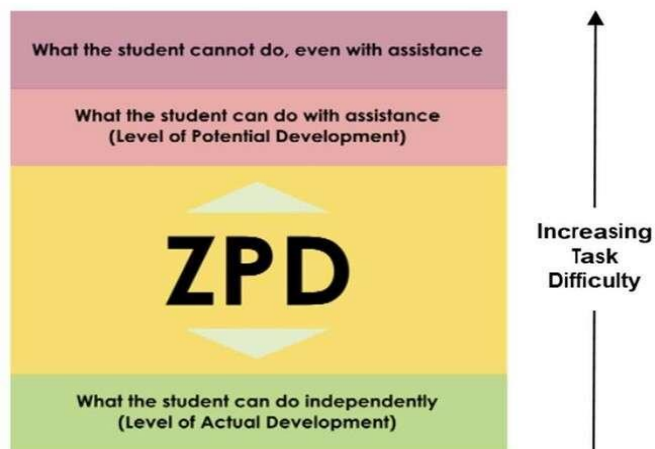 What the student cannot do, even with assistance
What the student can do with assistance
(Level of Potential Development)
ZPD
What the student can do independently
(Level of Actual Development)
Increasing
Task
Difficulty